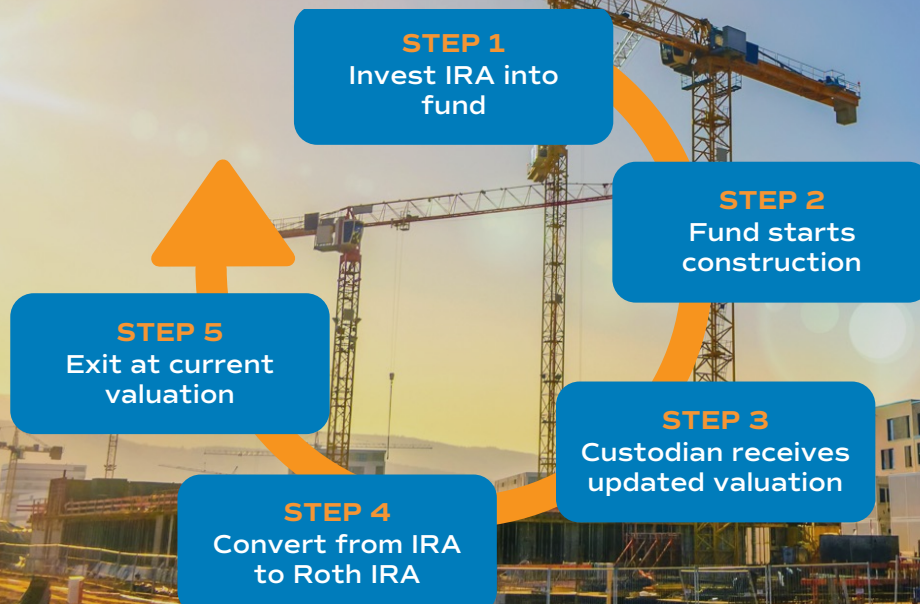 STEP 1
Invest IRA into
fund
STEP 2
Fund starts
construction
STEP 3
Custodian receives
updated valuation
STEP 4
Convert from IRA
to Roth IRA
STEP 5
Exit at current
valuation